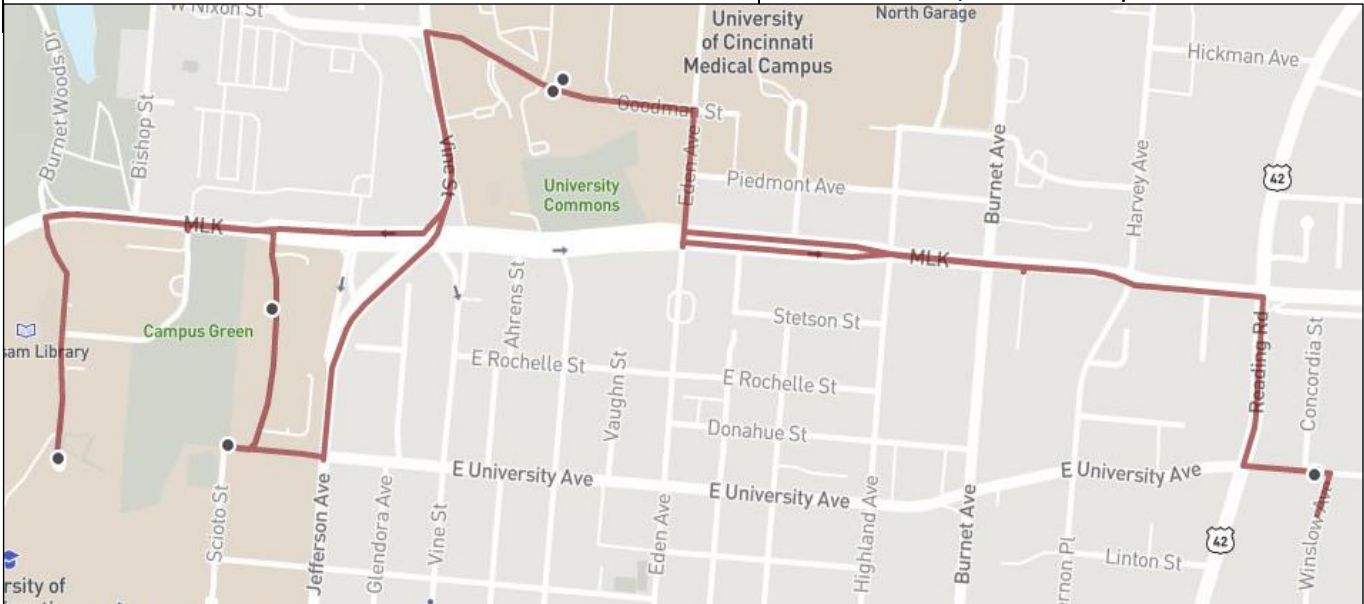 W Nixon St
University
of Cincinnati
Medical Campus
North Garage
Hickman Ave
Burnet Woods Dr
Bishop St
Vine St
Goodman St
Eden Ave
Piedmont Ave
Burnet Ave
Harvey Ave
42
University
Commons
MLK
MLK
Ahrens St
Stetson St
Campus Green
sam Library
E Rochelle St
E Rochelle St
Vaughn St
Donahue St
Reading Rd
Concordia St
E University Ave
E University Ave
E University Ave
Scioto St
Jefferson Ave
Glendora Ave
Vine St
Eden Ave
Highland Ave
Burnet Ave
ernon Pl
Linton St
42
Winslow Ave
rsity of